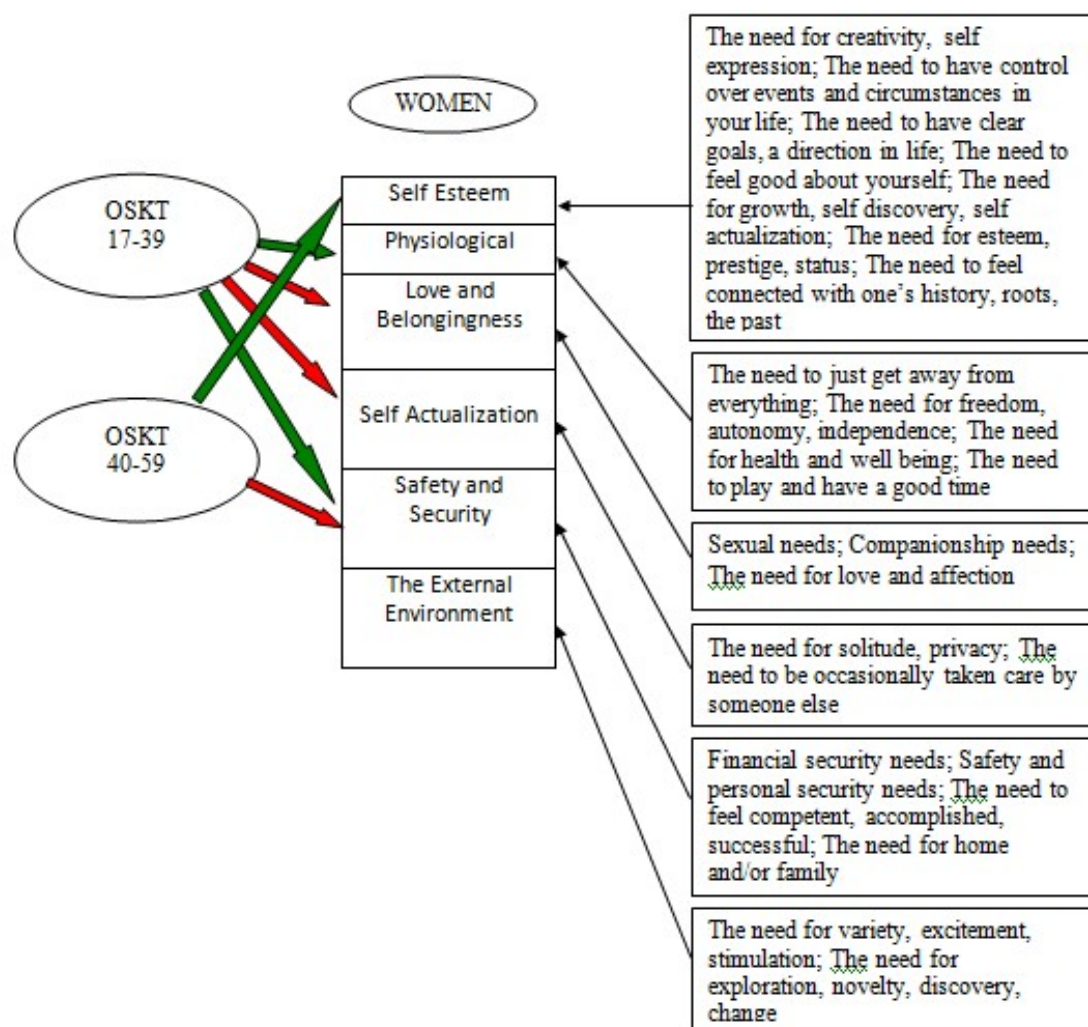 WOMEN
OSKT
17-39
OSKT
40-59
Self Esteem
Physiological
Love and
Belongingness
Self Actualization
Safety and
Security
The External
Environment
The need for creativity, self
expression; The need to have control
over events and circumstances in
your life; The need to have clear
goals, a direction in life; The need to
feel good about yourself; The need
for growth, self discovery, self
actualization; The need for esteem,
prestige, status; The need to feel
connected with one's history, roots,
the past
The need to just get away from
everything; The need for freedom,
autonomy, independence; The need
for health and well being; The need
to play and have a good time
Sexual needs; Companionship needs;
The need for love and affection
The need for solitude, privacy; The
need to be occasionally taken care by
someone else
Financial security needs; Safety and
personal security needs; The need to
feel competent, accomplished,
successful; The need for home
and/or family
The need for variety, excitement,
stimulation; The need for
exploration, novelty, discovery,
change